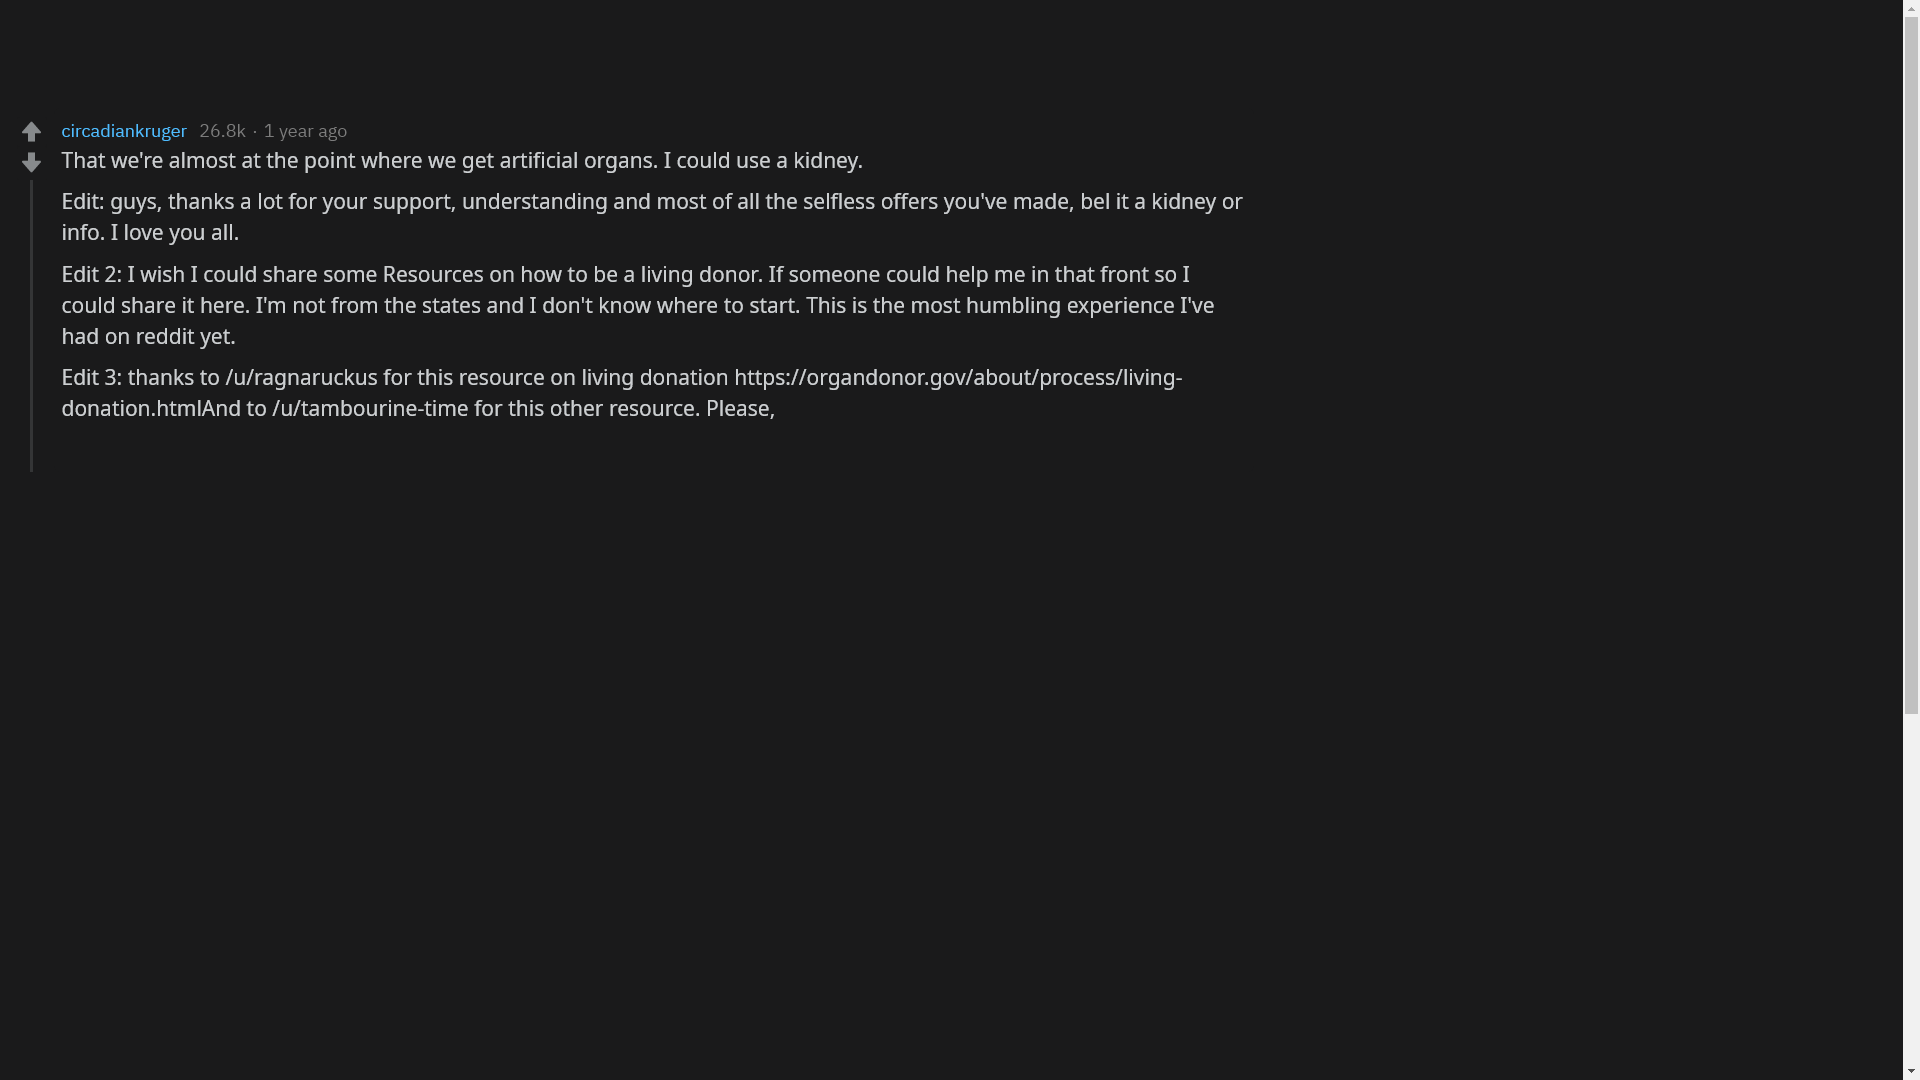 circadiankruger 26.8k · 1 year ago
That we're almost at the point where we get artificial organs. I could use a kidney.
Edit: guys, thanks a lot for your support, understanding and most of all the selfless offers you've made, bel it a kidney or
info. I love you all.
Edit 2: I wish I could share some Resources on how to be a living donor. If someone could help me in that front so I
could share it here. I'm not from the states and I don't know where to start. This is the most humbling experience I've
had on reddit yet.
Edit 3: thanks to /u/ragnaruckus for this resource on living donation https://organdonor.gov/about/process/living-
donation.htmlAnd to /u/tambourine-time for this other resource. Please,